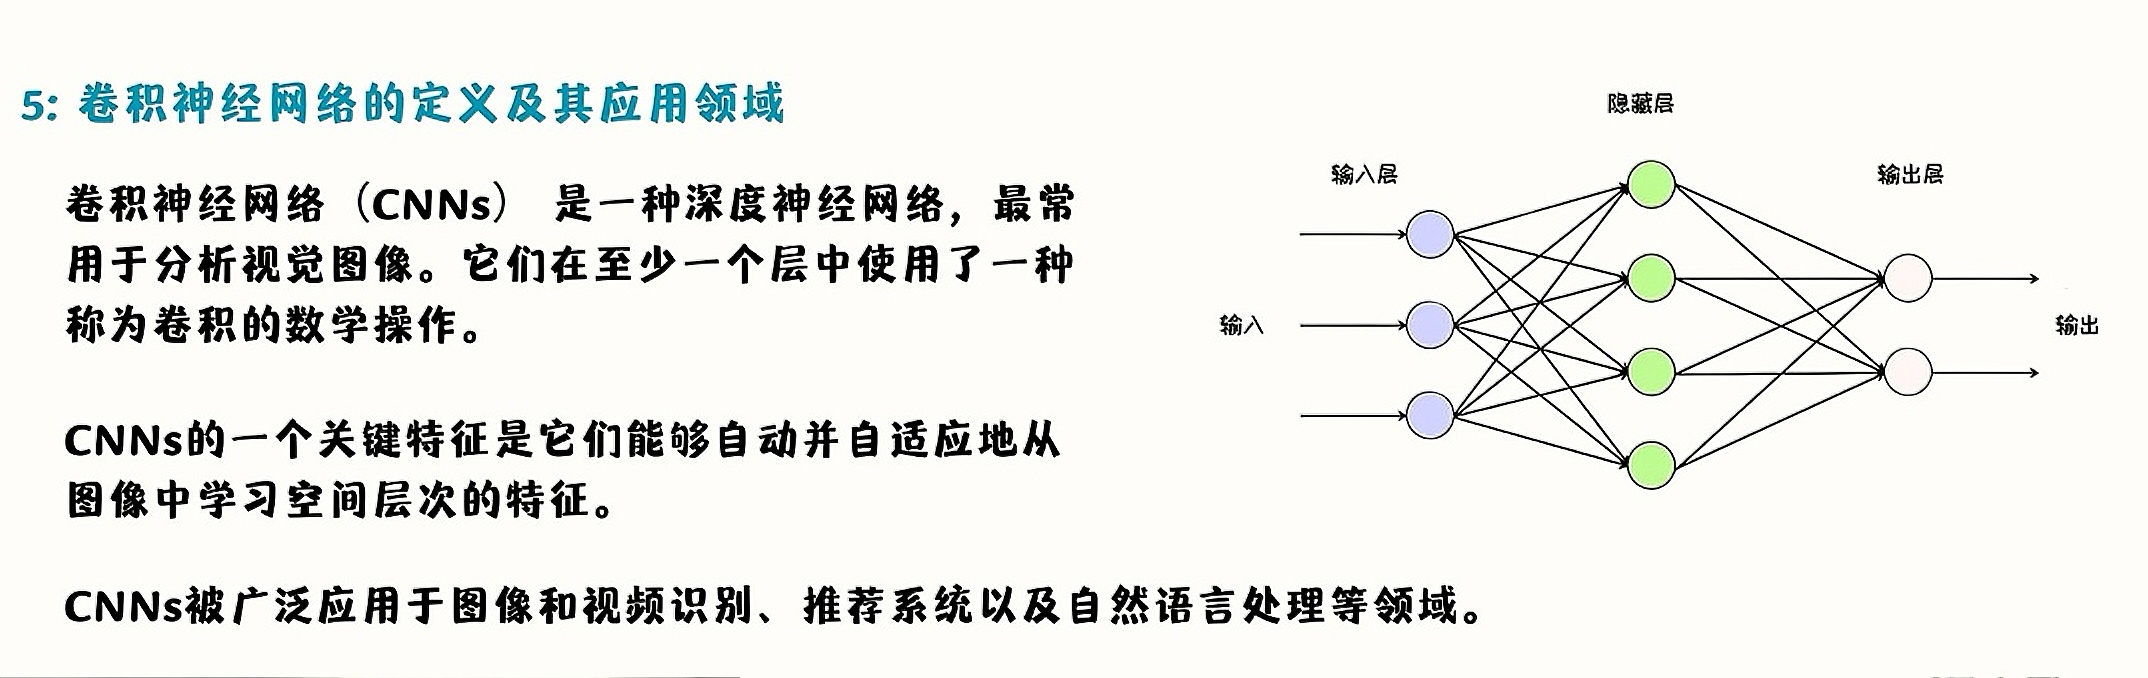 5: 卷积神经网络的定义及其应用领域
卷积神经网络（CNNs） 是一种深度神经网络，最常
用于分析视觉图像。它们在至少一个层中使用了一种
称为卷积的数学操作。
CNNs的一个关键特征是它们能够自动并自适应地从
图像中学习空间层次的特征。
CNNs被广泛应用于图像和视频识别、推荐系统以及自然语言处理等领域。
隐藏层
输入层
输出层
输入
输出